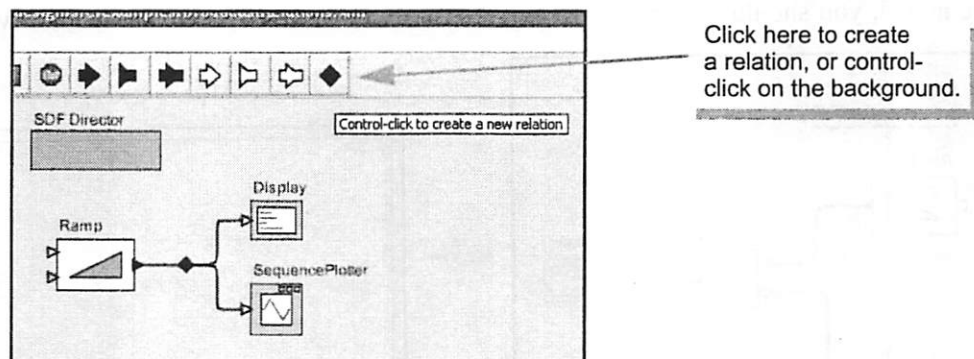 Click here to create
a relation, or control-
click on the background.
SDF Director
Control-click to create a new relation
Display
Ramp
SequencePlotter